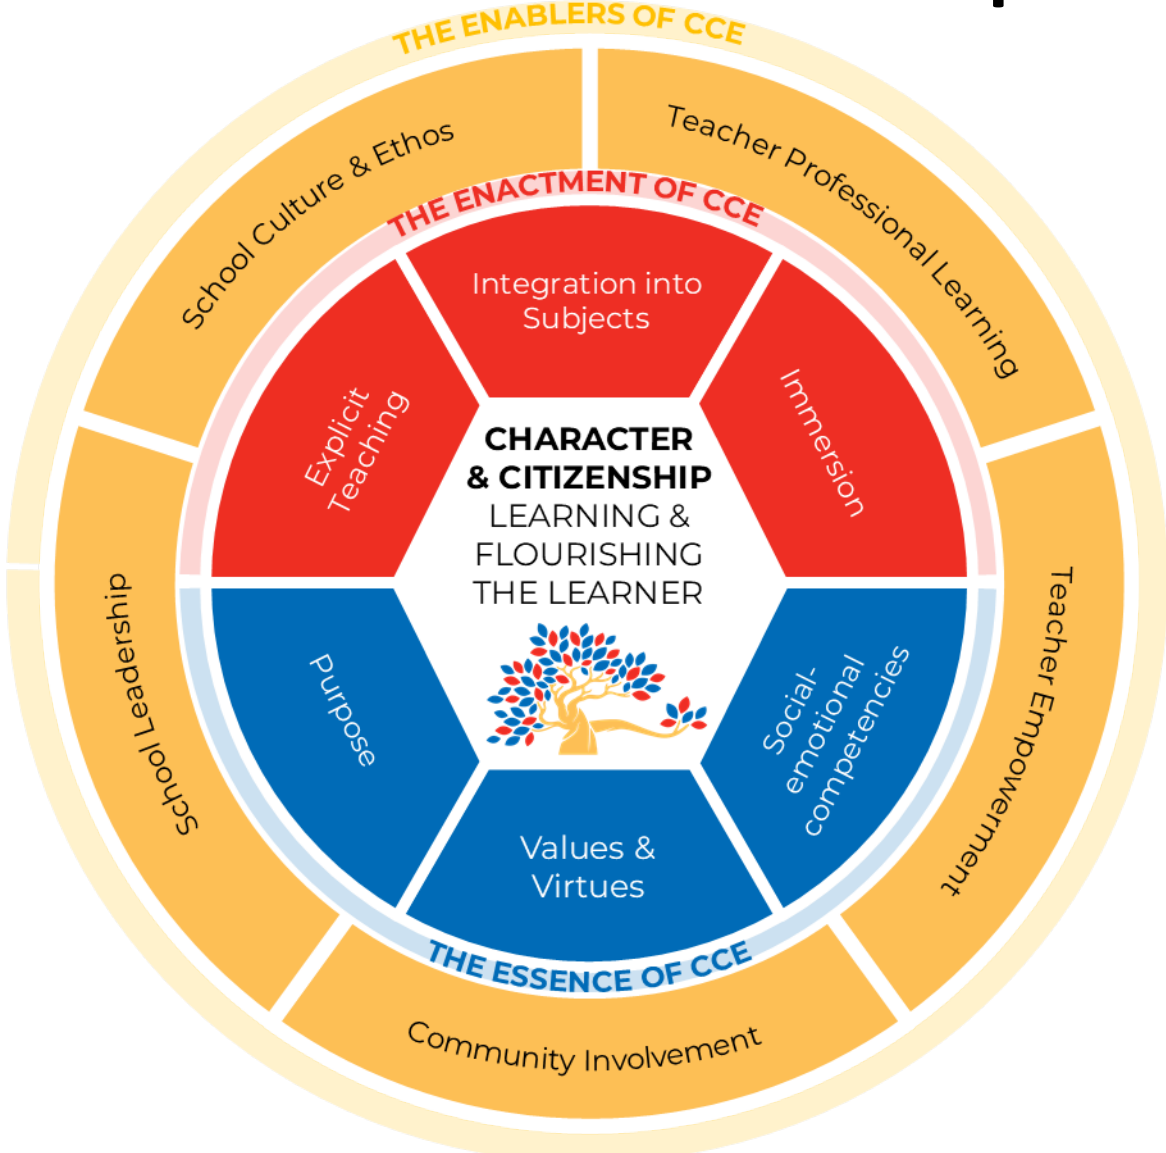 THE ENABLERS OF CCE
School Culture & Ethos
Teacher Professional Learning
THE ENACTMENT OF CCE
Integration into
Subjects
Explicit
Teaching
Immersion
CHARACTER
& CITIZENSHIP
LEARNING &
FLOURISHING
THE LEARNER
School Leadership
Teacher Empowerment
Purpose
Social-
emotional
competencies
Values &
Virtues
THE ESSENCE OF CCE
Community Involvement